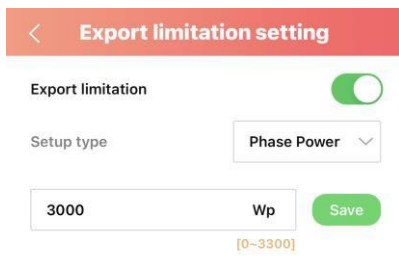 Export limitation setting
Export limitation
Setup type Phase Power
3000 Wp Save
[0~3300]